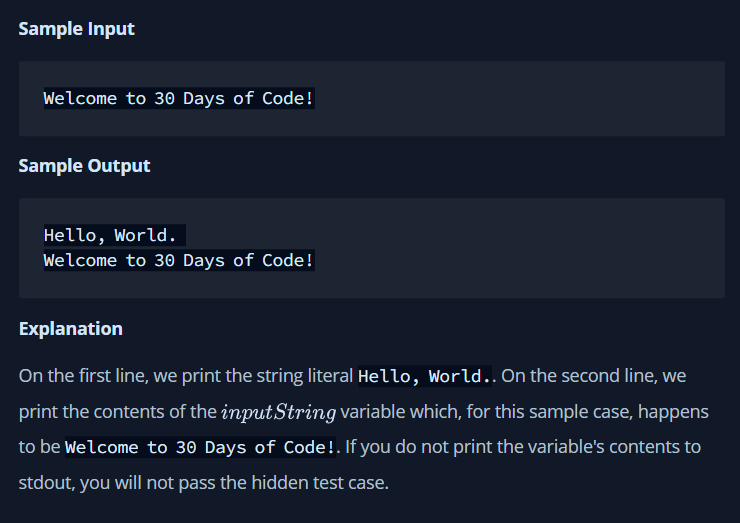 Sample Input
Welcome to 30 Days of Code!
Sample Output
Hello, World.
Welcome to 30 Days of Code!
Explanation
On the first line, we print the string literal Hello, World.. On the second line, we
print the contents of the inputString variable which, for this sample case, happens
to be Welcome to 30 Days of Code!. If you do not print the variable's contents to
stdout, you will not pass the hidden test case.